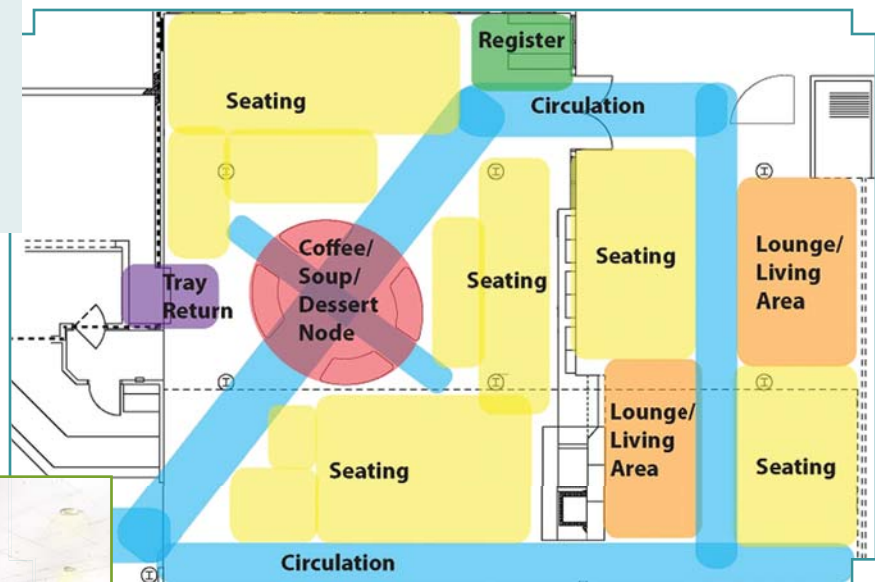 Register
Seating
Circulation
Coffee/
Soup/
Dessert
Node
Tray
Return
Seating
Seating
Lounge/
Living
Area
Lounge/
Living
Area
Seating
Seating
Circulation